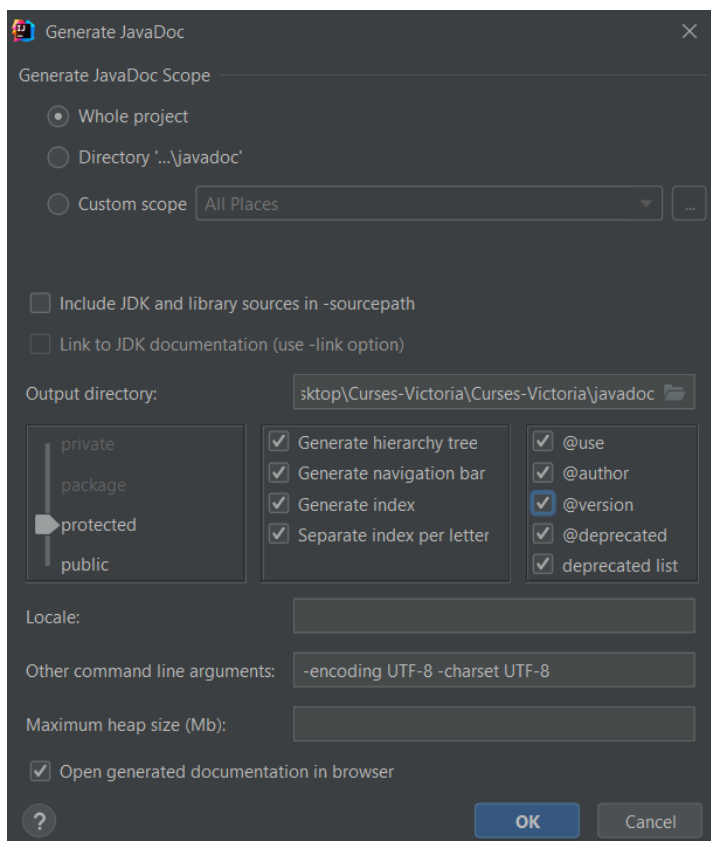 Generate JavaDoc
Generate JavaDoc Scope
Whole project
Directory '...\javadoc'
Custom scope All Places ...
Include JDK and library sources in -sourcepath
Link to JDK documentation (use -link option)
Output directory: sktop\Curses-Victoria\Curses-Victoria\javadoc
private Generate hierarchy tree @use
package Generate navigation bar @author
protected Generate index @version
public Separate index per letter @deprecated
deprecated list
Locale:
Other command line arguments: -encoding UTF-8 -charset UTF-8
Maximum heap size (Mb):
Open generated documentation in browser
? OK Cancel